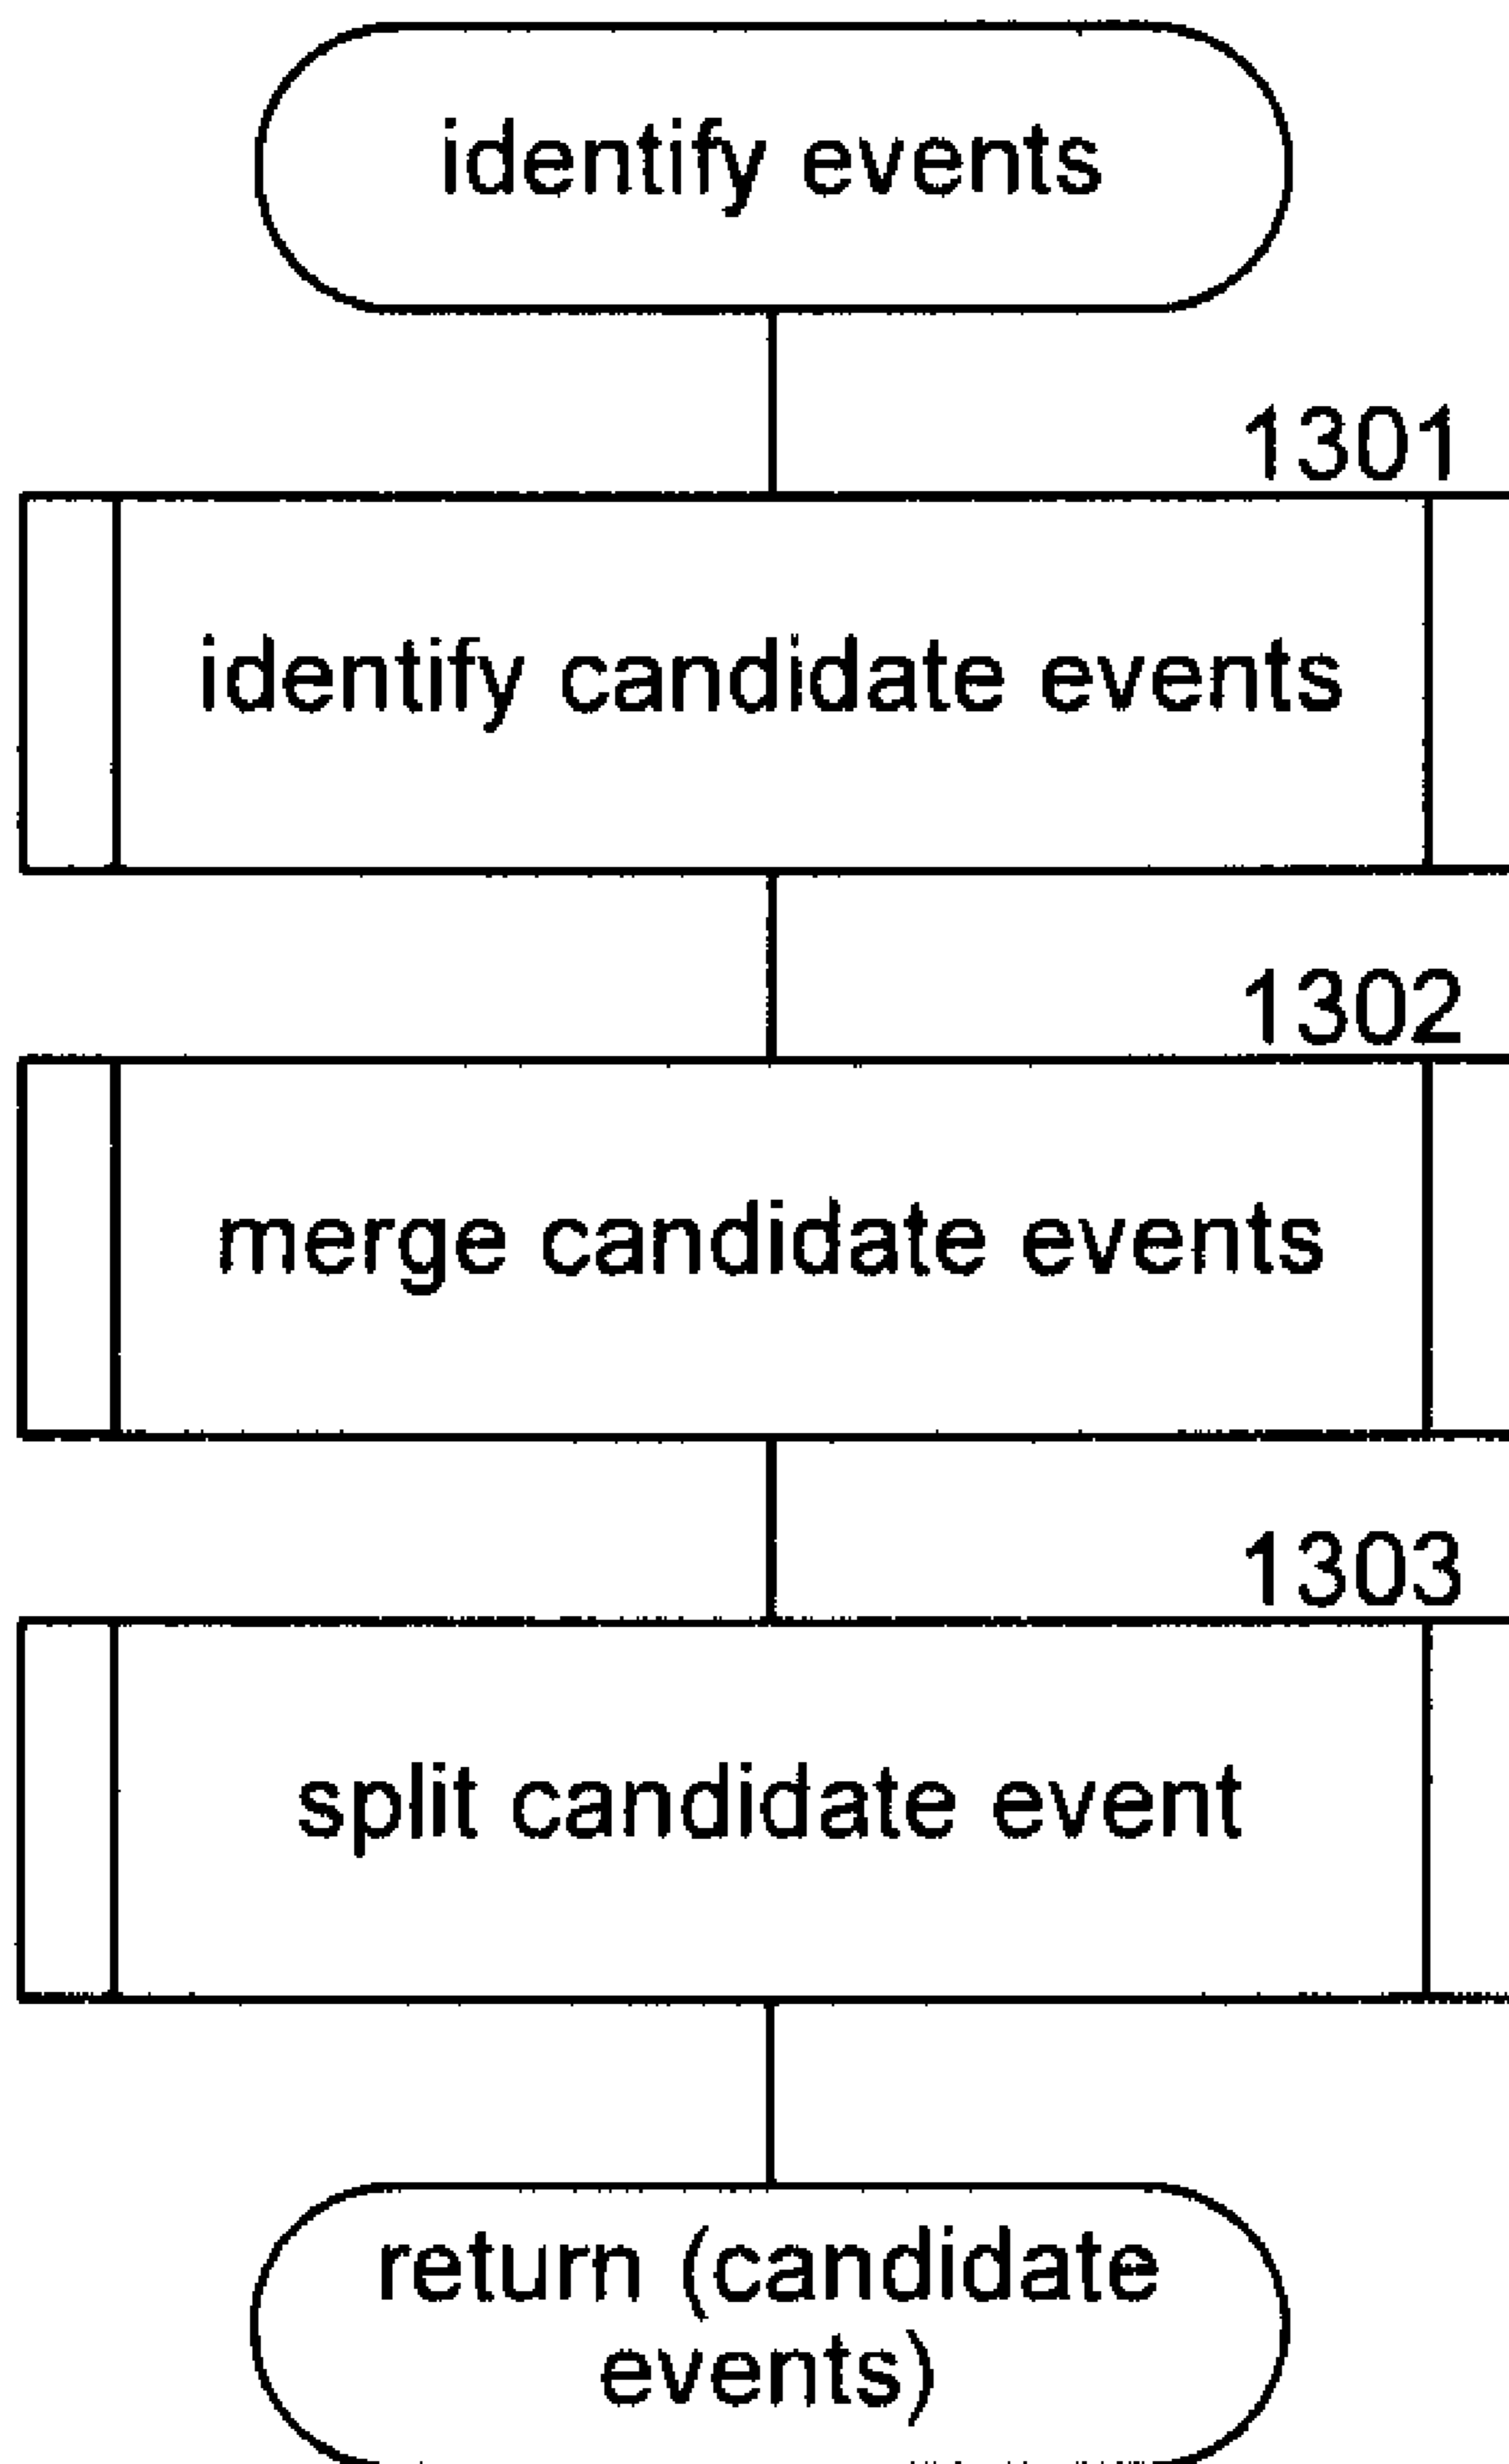 identify events
1301
identify candidate events
1302
merge candidate events
1303
split candidate event
return (candidate
events)